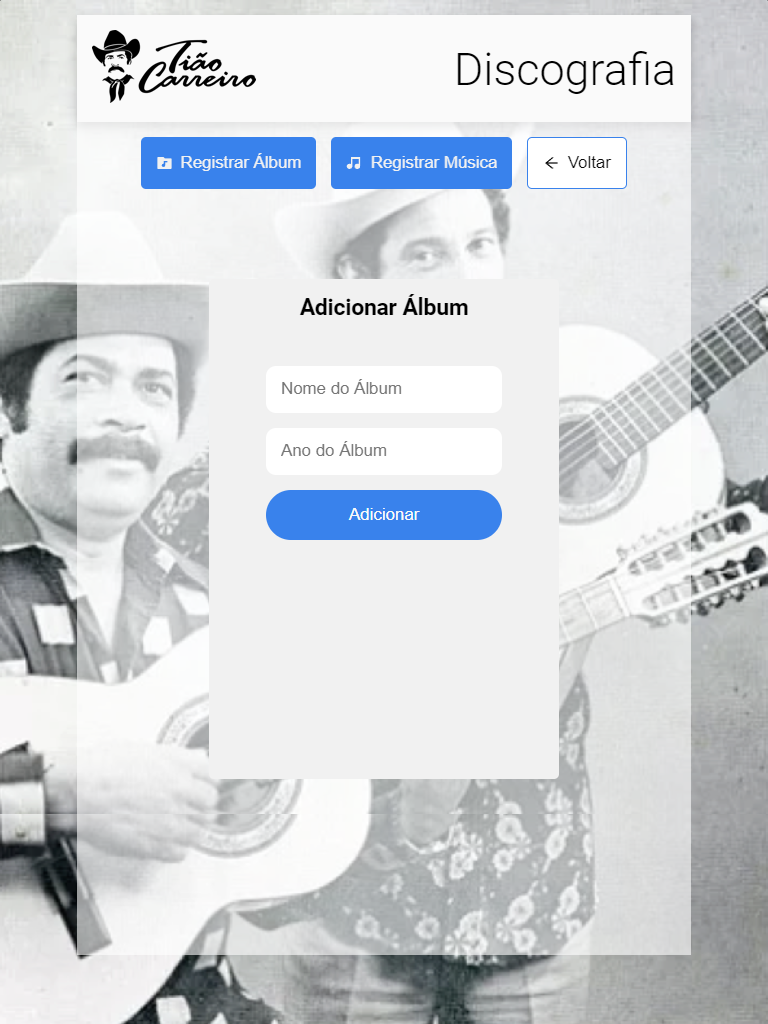 Tião
Carreiro
Discografia
Registrar Álbum
Registrar Música
Voltar
Adicionar Álbum
Nome do Álbum
Ano do Álbum
Adicionar